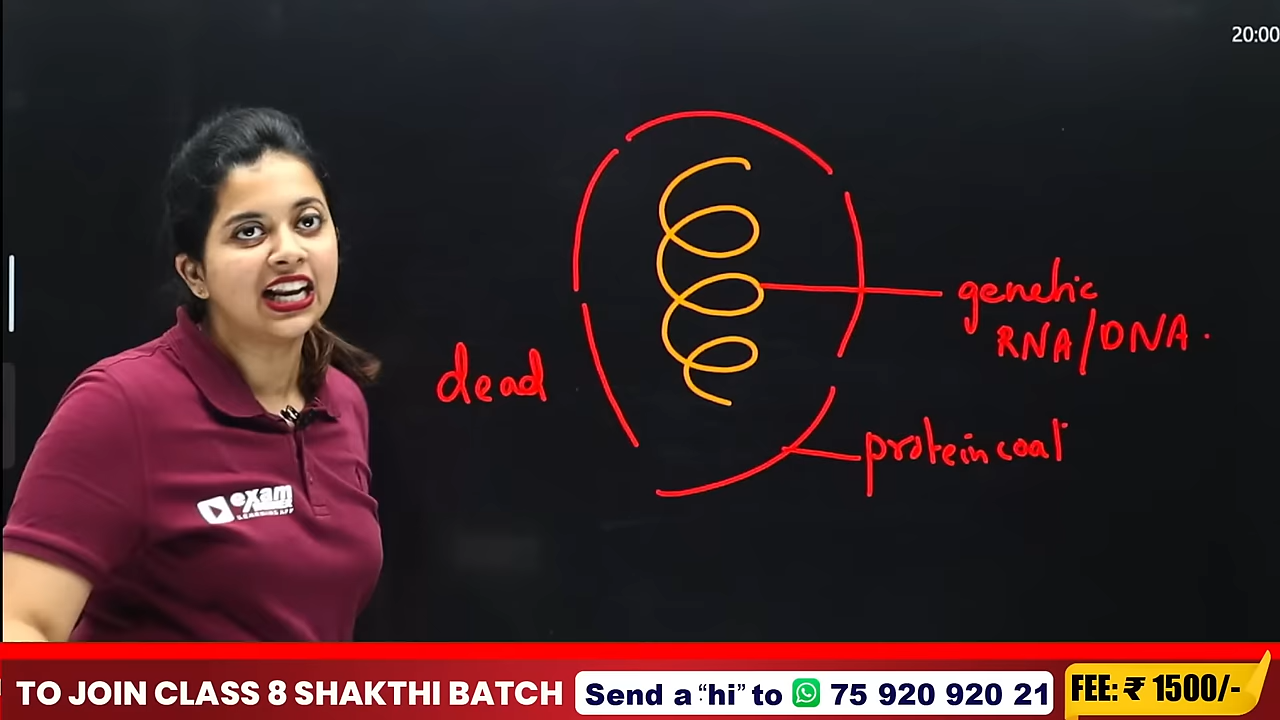 20:00
genetic
RNA/DNA.
dead
protein coat
exam
TO JOIN CLASS 8 SHAKTHI BATCH
Send a “hi” to 75 920 920 21
FEE: ₹ 1500/-